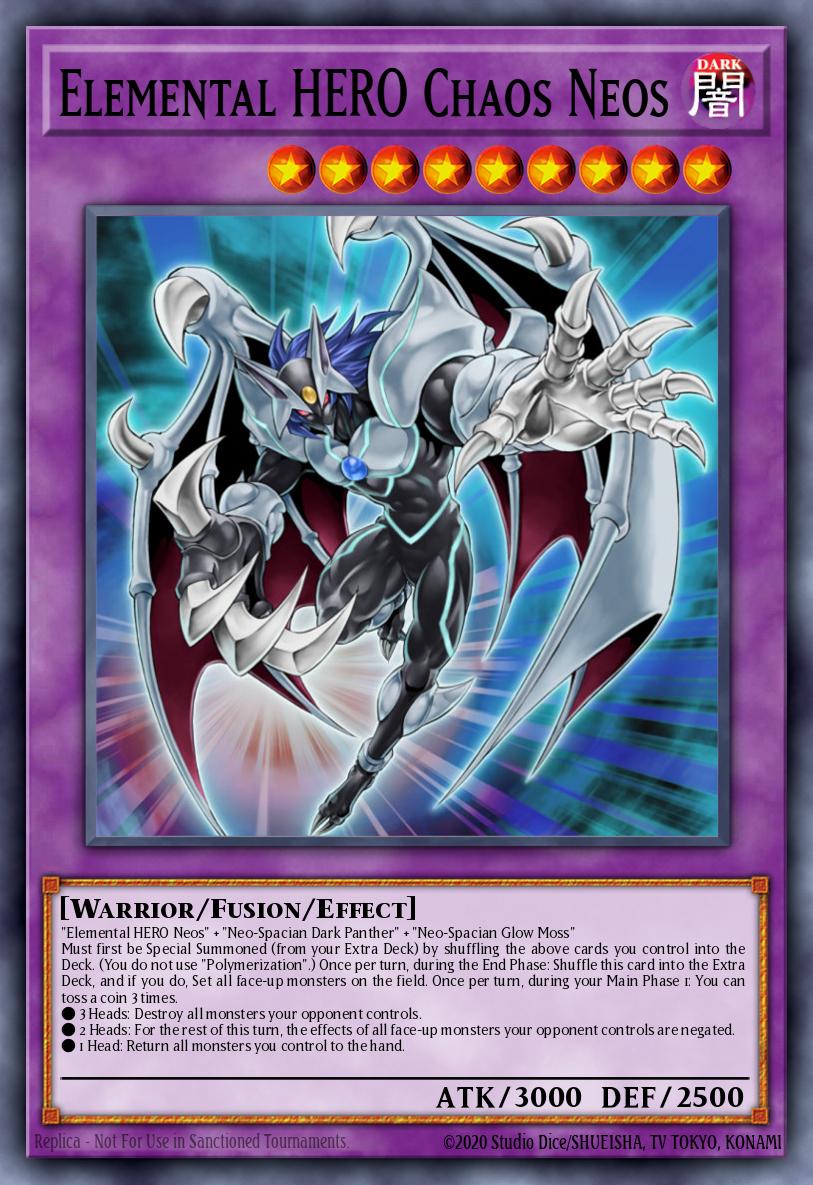 Elemental HERO Chaos Neos
DARK
闇
[Warrior/Fusion/Effect]
"Elemental HERO Neos" + "Neo-Spacian Dark Panther" + "Neo-Spacian Glow Moss"
Must first be Special Summoned (from your Extra Deck) by shuffling the above cards you control into the
Deck. (You do not use "Polymerization".) Once per turn, during the End Phase: Shuffle this card into the Extra
Deck, and if you do, Set all face-up monsters on the field. Once per turn, during your Main Phase 1: You can
toss a coin 3 times.
● 3 Heads: Destroy all monsters your opponent controls.
● 2 Heads: For the rest of this turn, the effects of all face-up monsters your opponent controls are negated.
● 1 Head: Return all monsters you control to the hand.
ATK/3000 DEF/2500
Replica - Not For Use in Sanctioned Tournaments.
©2020 Studio Dice/SHUEISHA, TV TOKYO, KONAMI